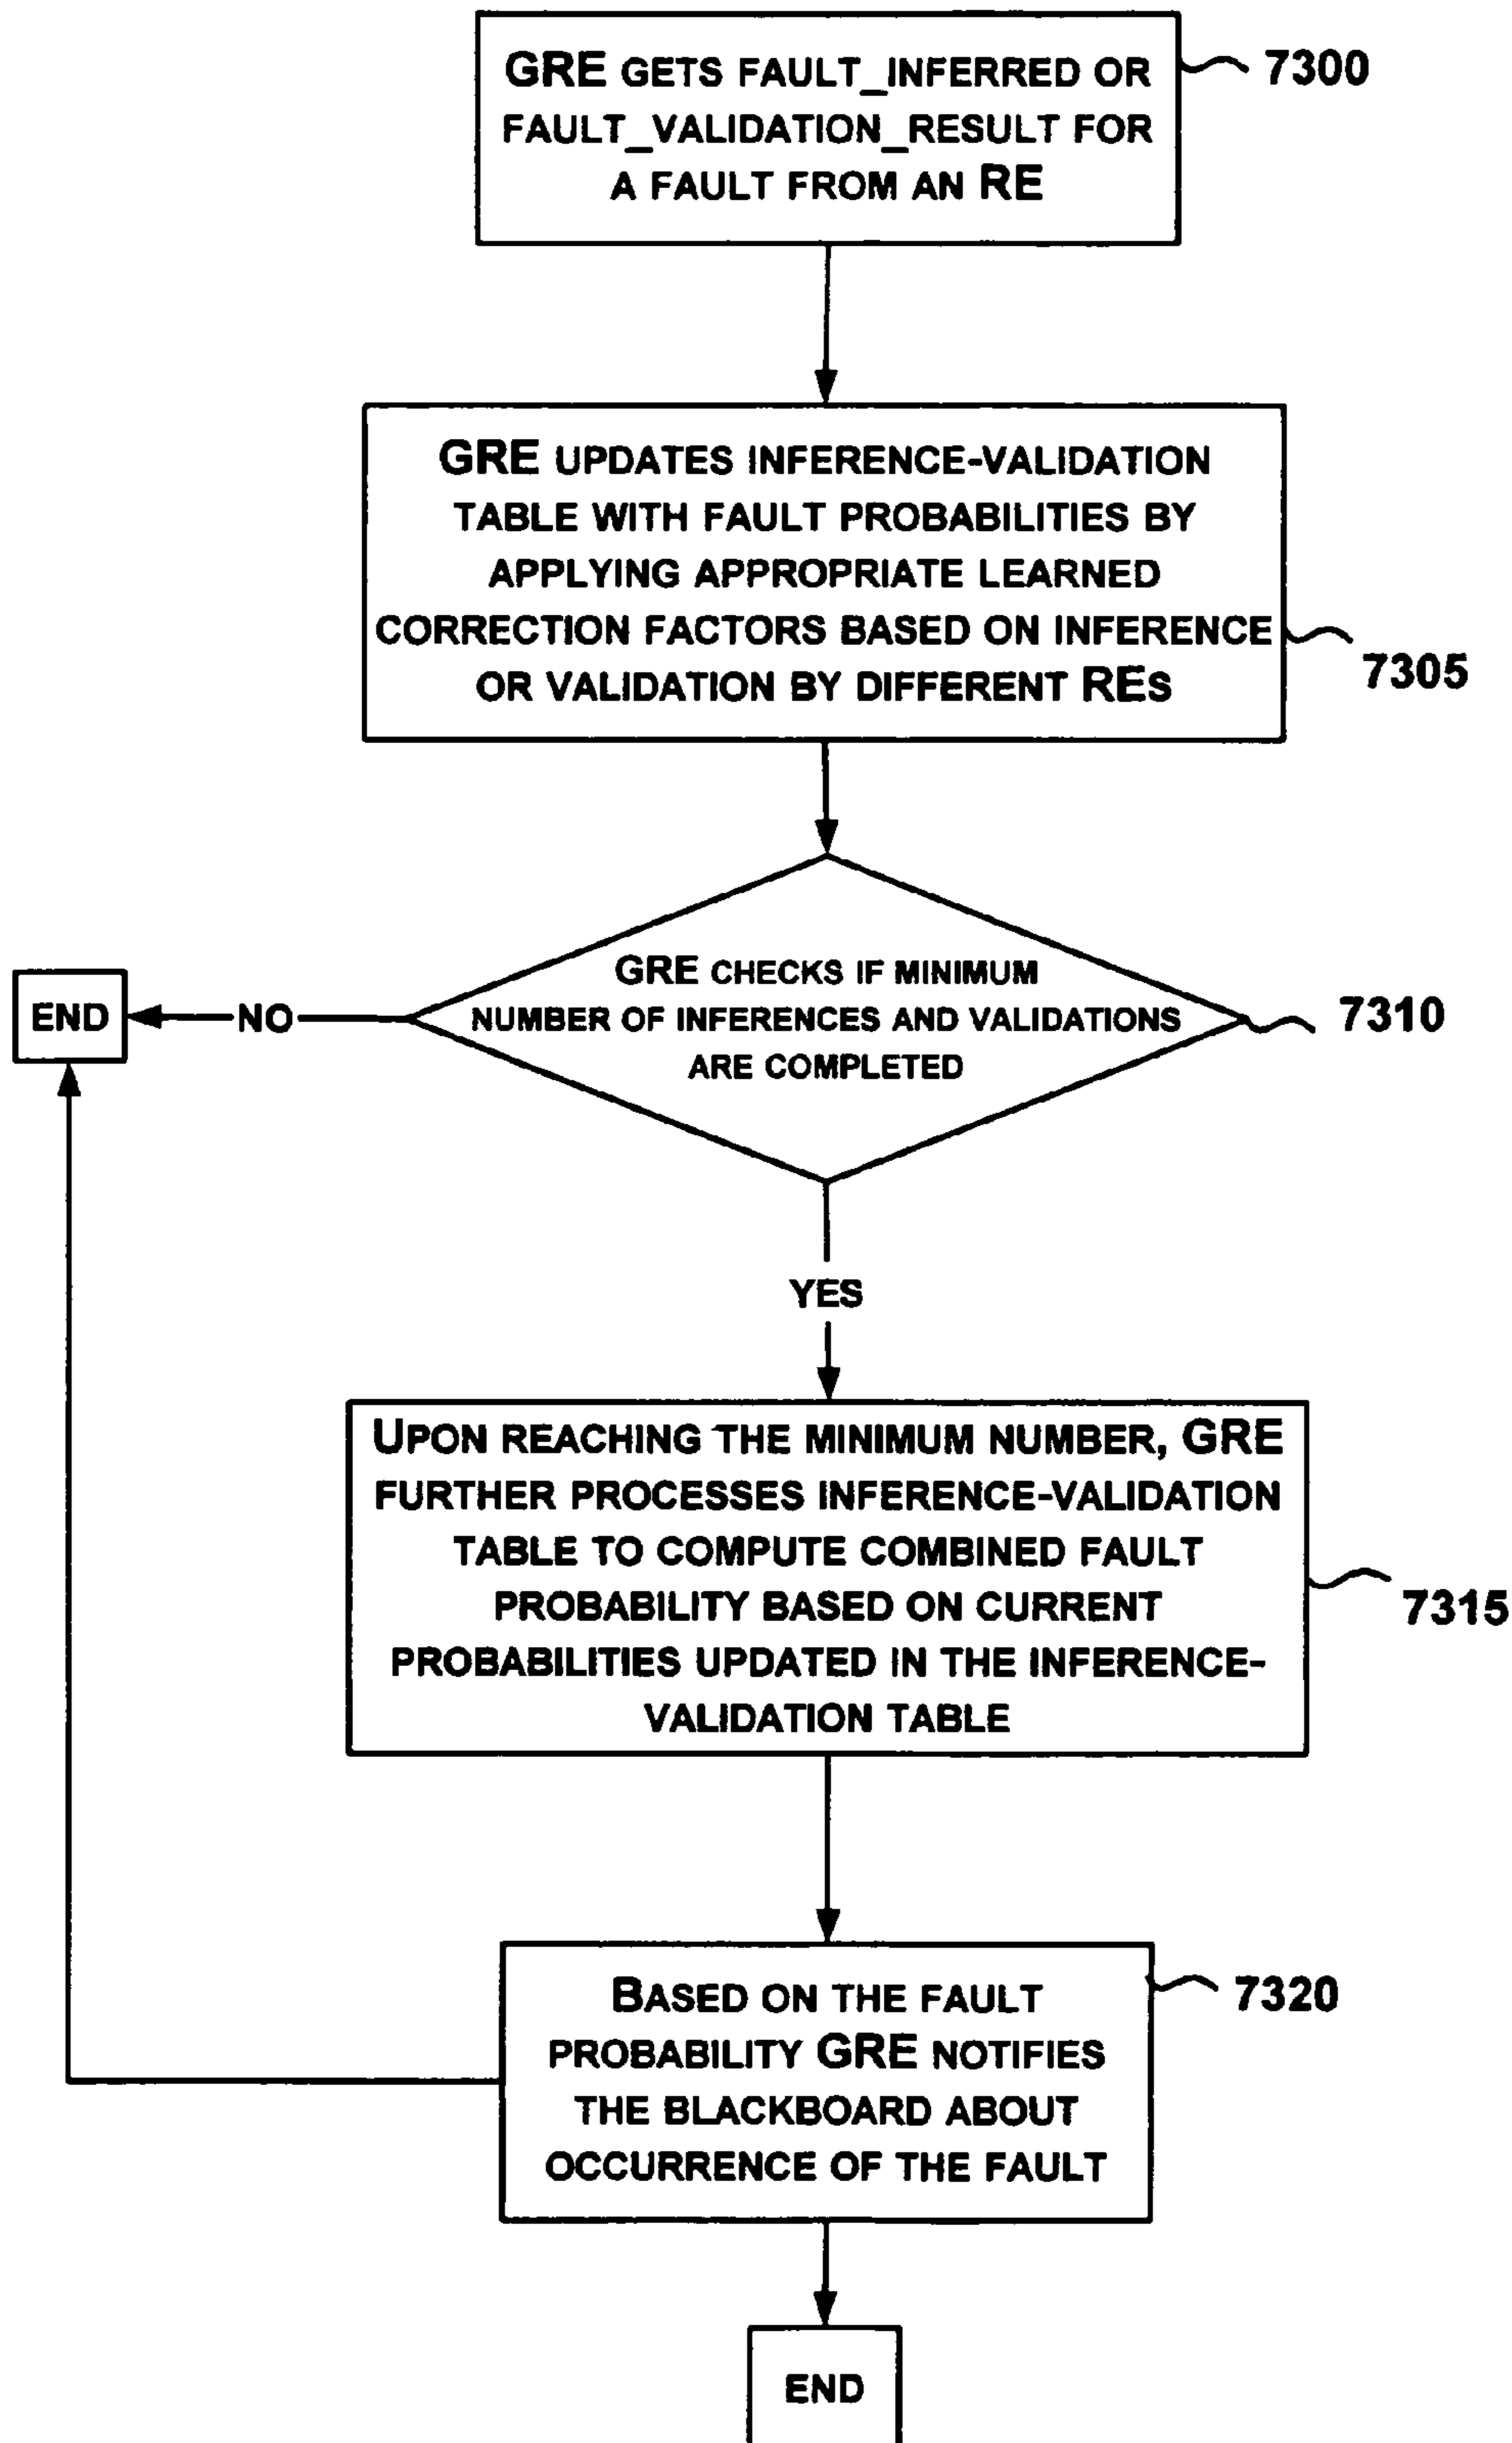 GRE GETS FAULT_INFERRED OR
FAULT_VALIDATION_RESULT FOR
A FAULT FROM AN RE
7300
GRE UPDATES INFERENCE-VALIDATION
TABLE WITH FAULT PROBABILITIES BY
APPLYING APPROPRIATE LEARNED
CORRECTION FACTORS BASED ON INFERENCE
OR VALIDATION BY DIFFERENT REs
7305
GRE CHECKS IF MINIMUM
NUMBER OF INFERENCES AND VALIDATIONS
ARE COMPLETED
7310
NO
END
YES
UPON REACHING THE MINIMUM NUMBER, GRE
FURTHER PROCESSES INFERENCE-VALIDATION
TABLE TO COMPUTE COMBINED FAULT
PROBABILITY BASED ON CURRENT
PROBABILITIES UPDATED IN THE INFERENCE-
VALIDATION TABLE
7315
BASED ON THE FAULT
PROBABILITY GRE NOTIFIES
THE BLACKBOARD ABOUT
OCCURRENCE OF THE FAULT
7320
END